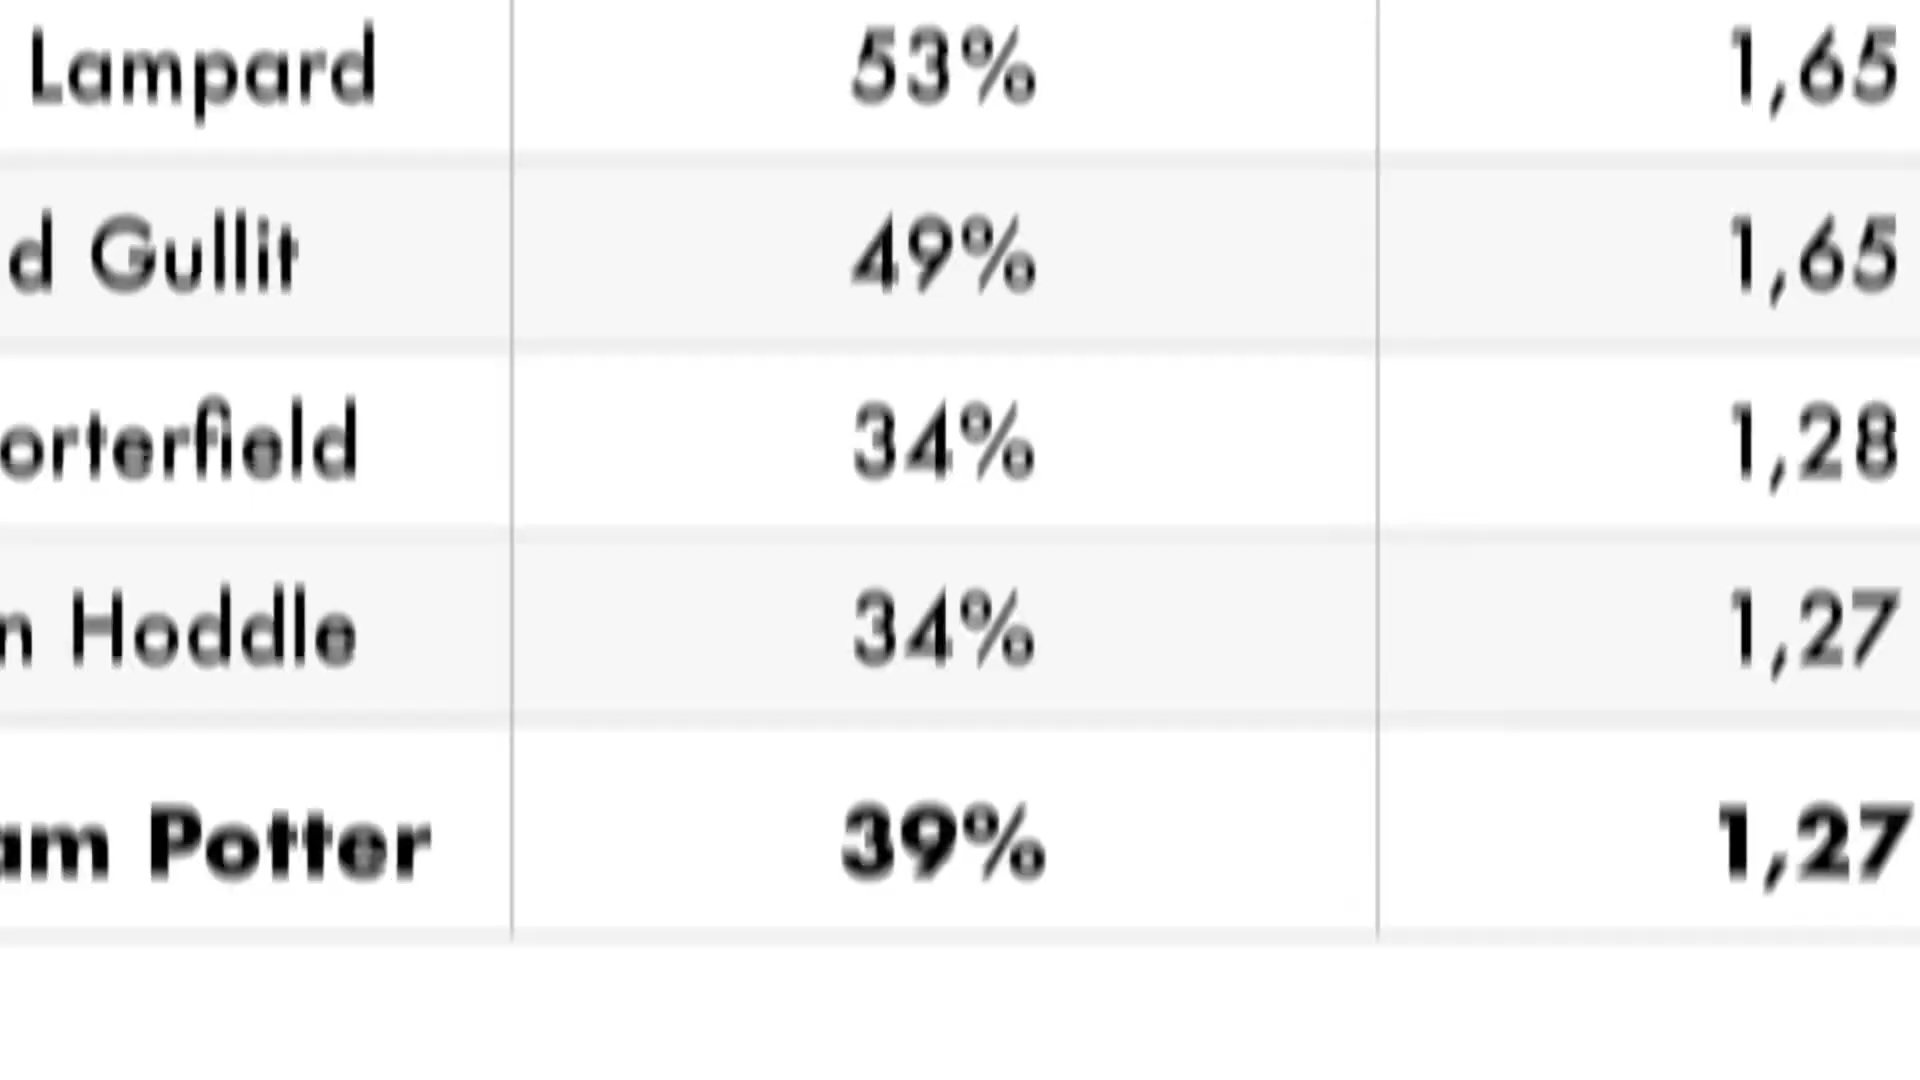 Lampard 53% 1,65
d Gullit 49% 1,65
orterfield 34% 1,28
n Hoddle 34% 1,27
am Potter 39% 1,27